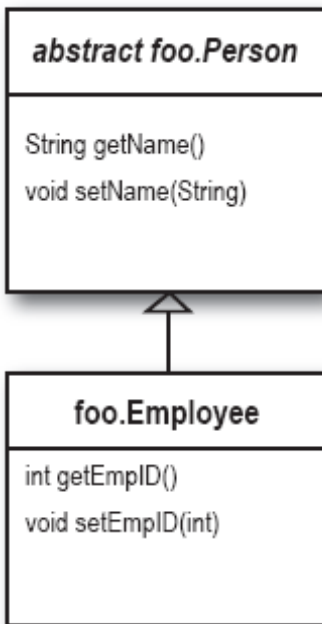 abstract foo.Person
String getName()
void setName(String)
foo.Employee
int getEmpID()
void setEmpID(int)